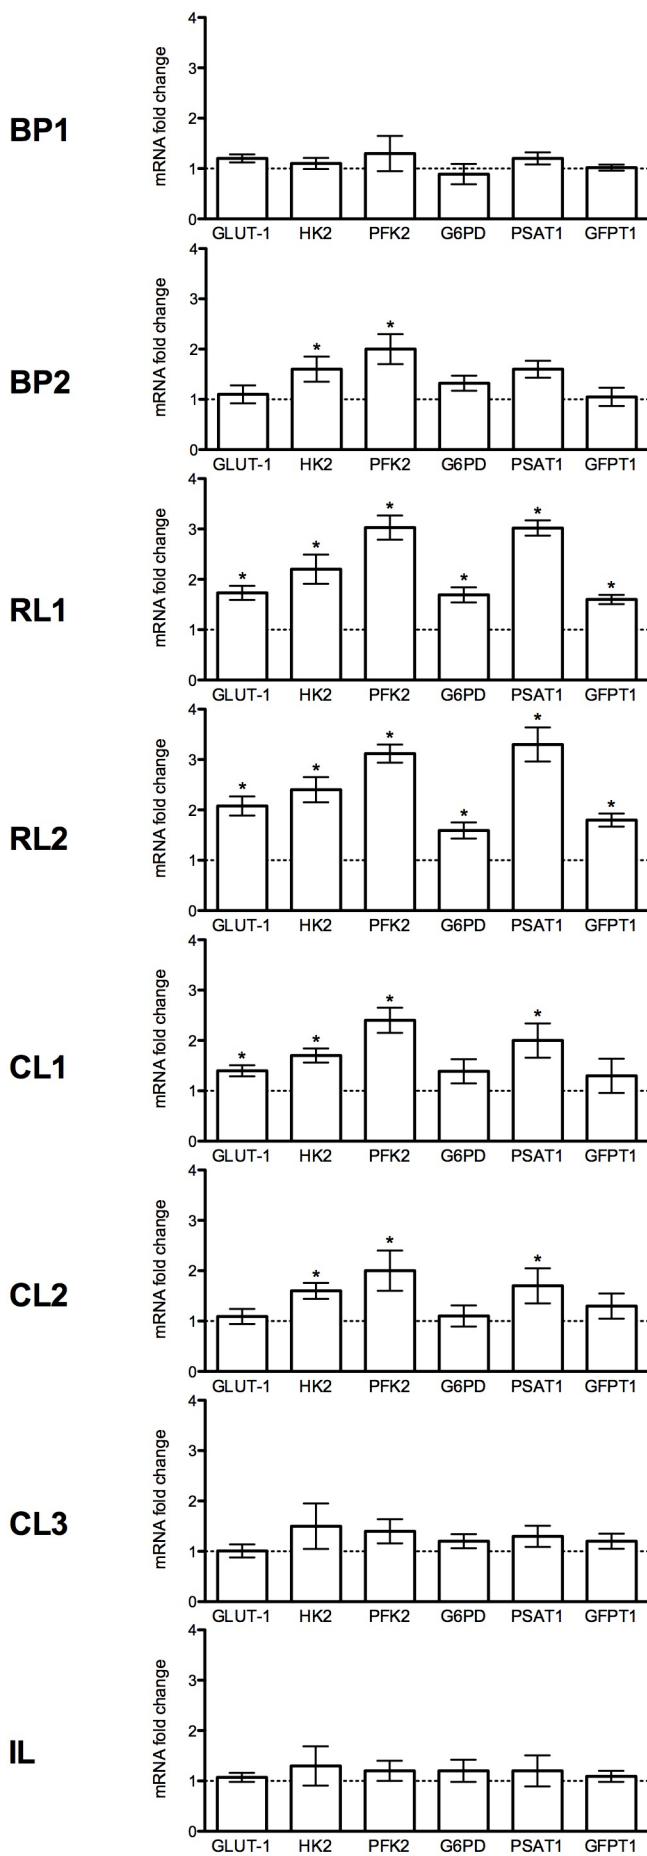 BP1
mRNA fold change
4
3
2
1
0
GLUT-1 HK2 PFK2 G6PD PSAT1 GFPT1
BP2
mRNA fold change
4
3
* *
2
1
0
GLUT-1 HK2 PFK2 G6PD PSAT1 GFPT1
RL1
mRNA fold change
4
* * * * * *
3
2
1
0
GLUT-1 HK2 PFK2 G6PD PSAT1 GFPT1
RL2
mRNA fold change
4
* * * * * *
3
2
1
0
GLUT-1 HK2 PFK2 G6PD PSAT1 GFPT1
CL1
mRNA fold change
4
3
* * * *
2
1
0
GLUT-1 HK2 PFK2 G6PD PSAT1 GFPT1
CL2
mRNA fold change
4
3
* * *
2
1
0
GLUT-1 HK2 PFK2 G6PD PSAT1 GFPT1
CL3
mRNA fold change
4
3
2
1
0
GLUT-1 HK2 PFK2 G6PD PSAT1 GFPT1
IL
mRNA fold change
4
3
2
1
0
GLUT-1 HK2 PFK2 G6PD PSAT1 GFPT1